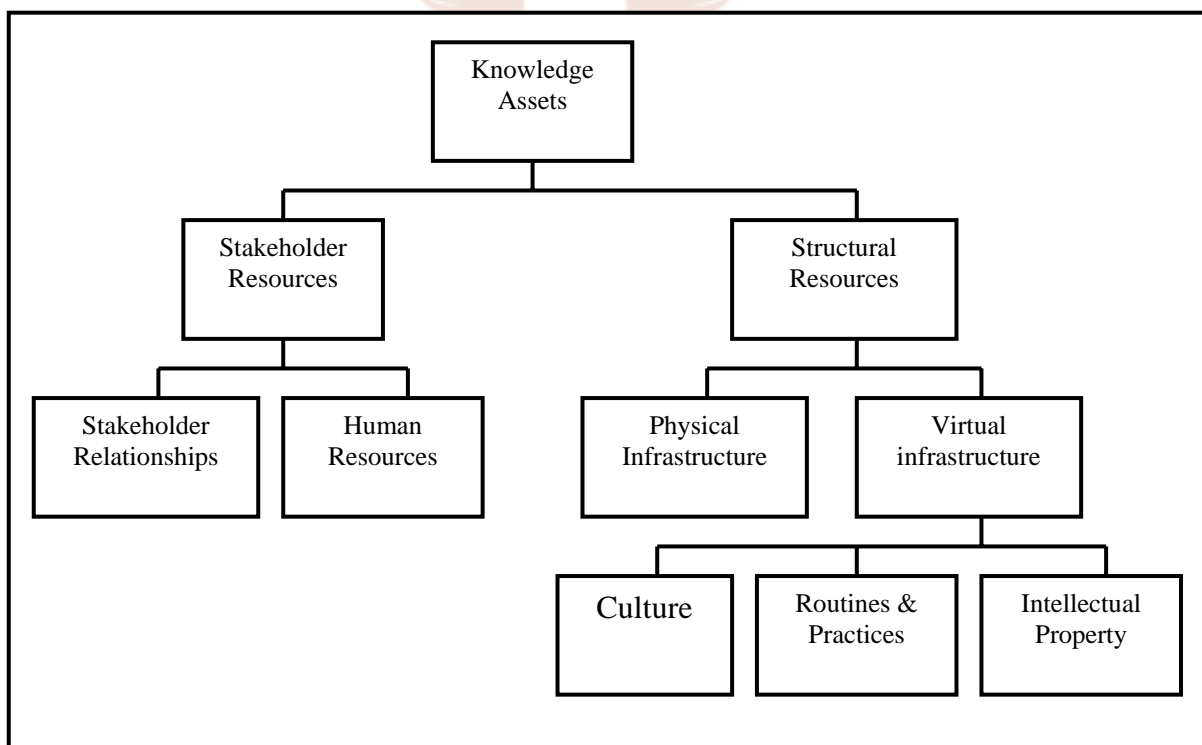 Knowledge
Assets
Stakeholder
Resources
Structural
Resources
Stakeholder
Relationships
Human
Resources
Physical
Infrastructure
Virtual
infrastructure
Culture
Routines &
Practices
Intellectual
Property